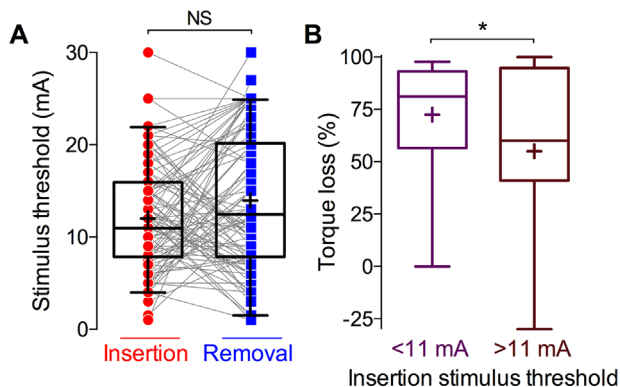 A
NS
Stimulus threshold (mA)
30
20
10
0
Insertion
Removal
B
*
Torque loss (%)
100
75
50
0
-25
<11 mA
>11 mA
Insertion stimulus threshold